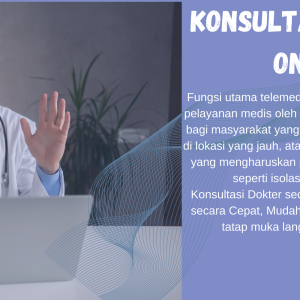 KONSULTA
ON
Fungsi utama telemed
pelayanan medis oleh
bagi masyarakat yang
di lokasi yang jauh, ata
yang mengharuskan
seperti isolas
Konsultasi Dokter sec
secara Cepat, Mudah
tatap muka lang